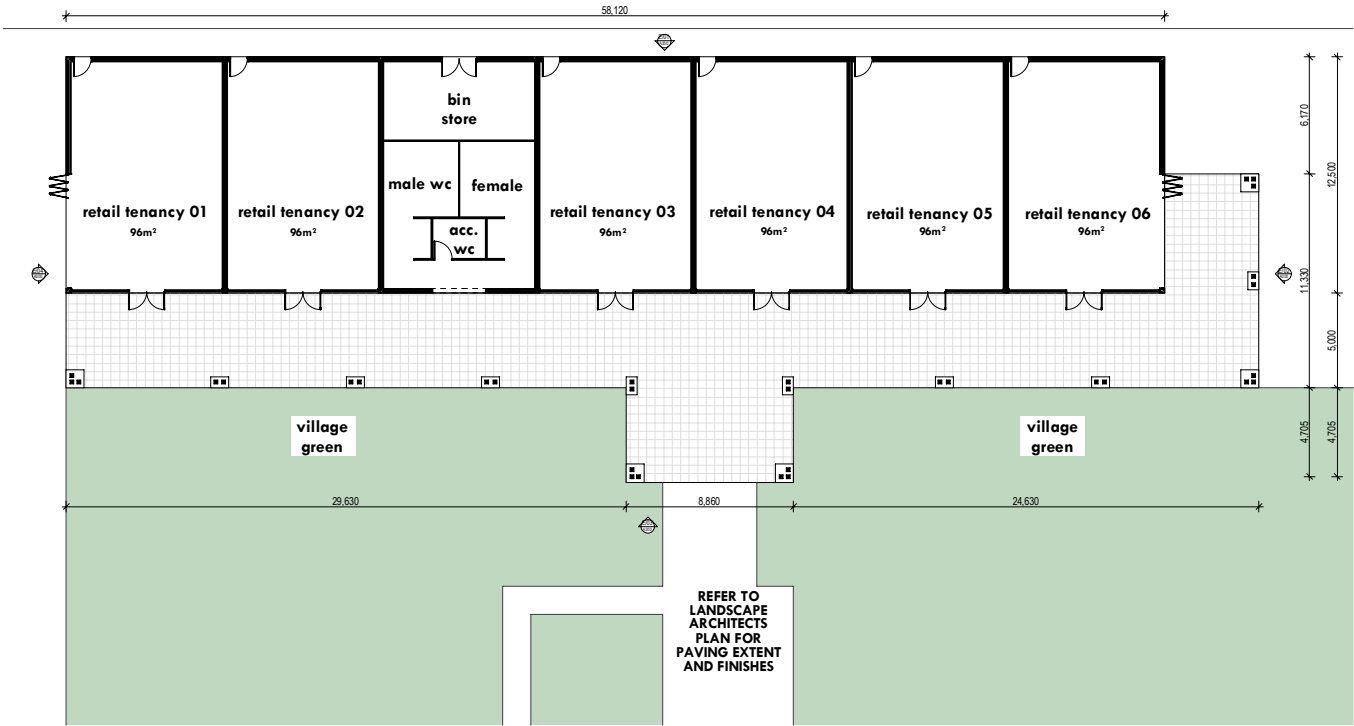 58,120
bin
store
male wc
female
retail tenancy 01
96m²
retail tenancy 02
96m²
acc.
wc
retail tenancy 03
96m²
retail tenancy 04
96m²
retail tenancy 05
96m²
retail tenancy 06
96m²
6,170
12,500
11,330
5,000
4,705
4,705
village
green
village
green
29,630
8,860
24,630
REFER TO
LANDSCAPE
ARCHITECTS
PLAN FOR
PAVING EXTENT
AND FINISHES